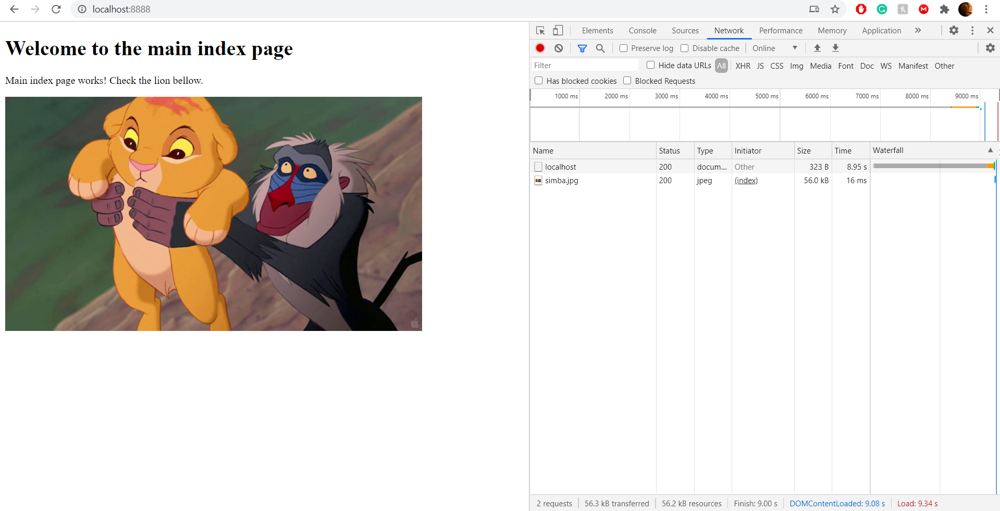 localhost:8888
Welcome to the main index page
Main index page works! Check the lion bellow.
Elements Console Sources Network Performance Memory Application
Preserve log Disable cache Online
Filter Hide data URLs All XHR JS CSS Img Media Font Doc WS Manifest Other
Has blocked cookies Blocked Requests
1000 ms 2000 ms 3000 ms 4000 ms 5000 ms 6000 ms 7000 ms 8000 ms 9000 ms
Name Status Type Initiator Size Time Waterfall
localhost 200 docum... Other 323 B 8.95 s
simba.jpg 200 jpeg (index) 56.0 kB 16 ms
2 requests 56.3 kB transferred 56.2 kB resources Finish: 9.00 s DOMContentLoaded: 9.08 s Load: 9.34 s